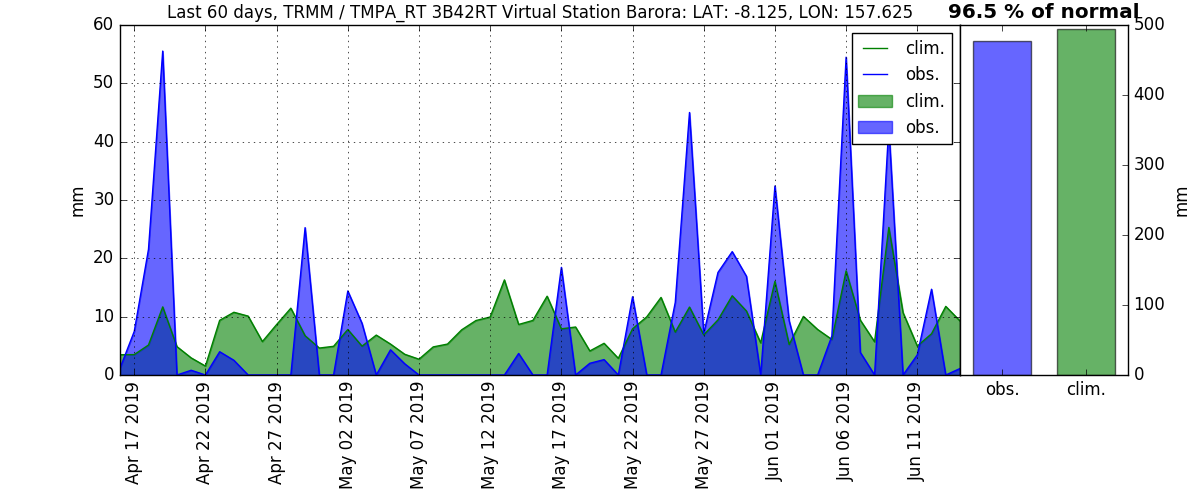 Last 60 days, TRMM / TMPA_RT 3B42RT Virtual Station Barora: LAT: -8.125, LON: 157.625
96.5 % of normal
60
50
40
30
20
10
0
mm
clim.
obs.
clim.
obs.
Apr 17 2019
Apr 22 2019
Apr 27 2019
May 02 2019
May 07 2019
May 12 2019
May 17 2019
May 22 2019
May 27 2019
Jun 01 2019
Jun 06 2019
Jun 11 2019
500
400
300
200
100
0
mm
obs.
clim.